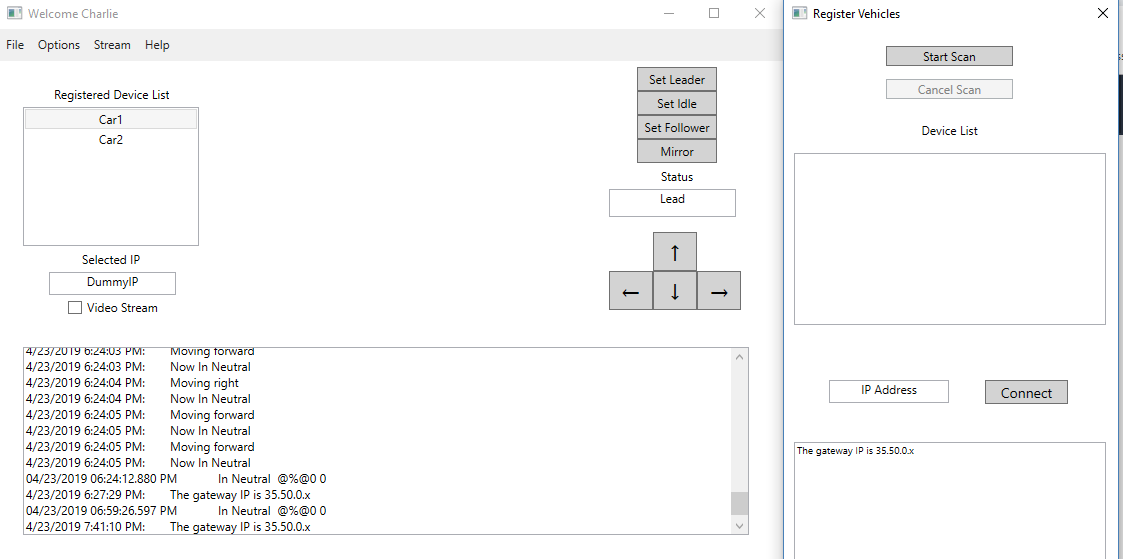 Welcome Charlie
File Options Stream Help
Registered Device List
Car1
Car2
Selected IP
DummyIP
Video Stream
Set Leader
Set Idle
Set Follower
Mirror
Status
Lead
↑
← ↓ →
4/23/2019 6:24:03 PM: Moving forward
4/23/2019 6:24:03 PM: Now In Neutral
4/23/2019 6:24:04 PM: Moving right
4/23/2019 6:24:04 PM: Now In Neutral
4/23/2019 6:24:05 PM: Moving forward
4/23/2019 6:24:05 PM: Now In Neutral
4/23/2019 6:24:05 PM: Moving forward
4/23/2019 6:24:05 PM: Now In Neutral
04/23/2019 06:24:12.880 PM In Neutral @%@0 0
4/23/2019 6:27:29 PM: The gateway IP is 35.50.0.x
04/23/2019 06:59:26.597 PM In Neutral @%@0 0
4/23/2019 7:41:10 PM: The gateway IP is 35.50.0.x
Register Vehicles
Start Scan
Cancel Scan
Device List
IP Address
Connect
The gateway IP is 35.50.0.x